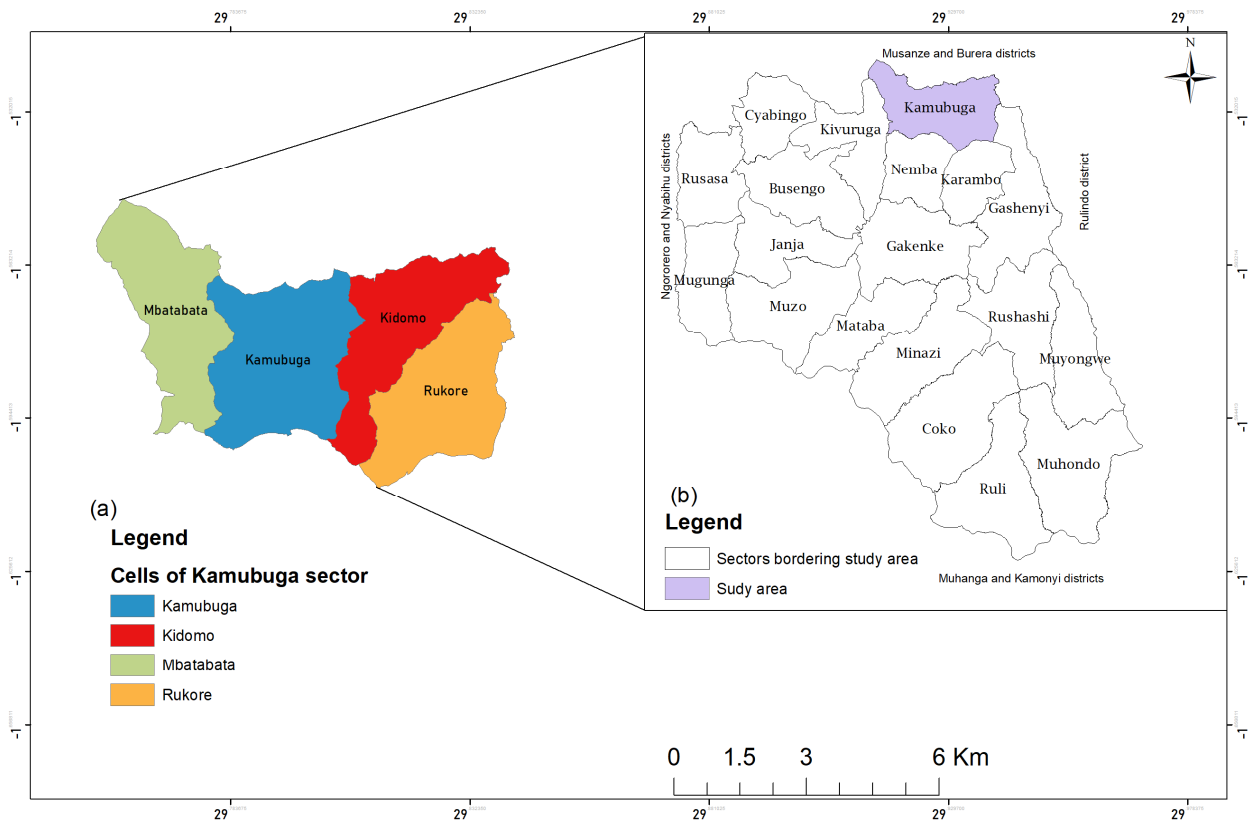 29
29
29
29
29
Musanze and Burera districts
N
Kamubuga
Cyabingo
Kivuruga
Ngororero and Nyabihu districts
Rulindo district
Rusasa
Busengo
Nemba
Karambo
Gashenyi
Janja
Gakenke
Mugunga
Muzo
Mataba
Rushashi
Minazi
Muyongwe
Coko
Muhondo
Ruli
(b)
Legend
Sectors bordering study area
Sudy area
Muhanga and Kamonyi districts
Mbatabata
Kamubuga
Kidomo
Rukore
(a)
Legend
Cells of Kamubuga sector
Kamubuga
Kidomo
Mbatabata
Rukore
0 1.5 3 6 Km
-1
-1
-1
-1
-1
-1
-1
-1
-1
-1
29
29
29
29
29